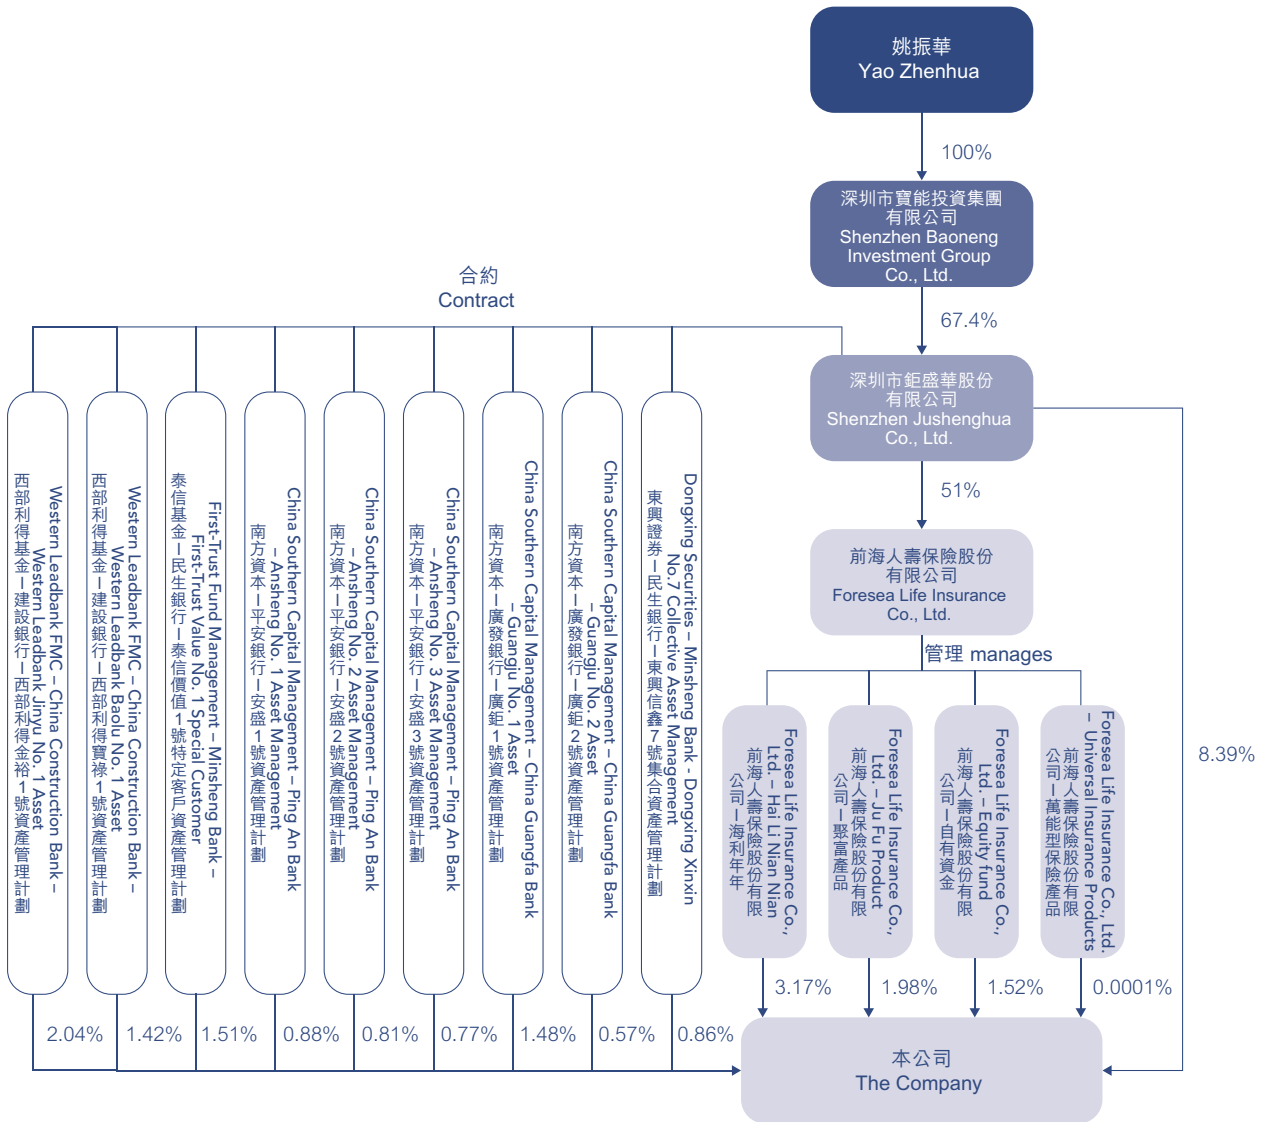 姚振華
Yao Zhenhua
100%
深圳市寶能投資集團
有限公司
Shenzhen Baoneng
Investment Group
Co., Ltd.
合約
Contract
67.4%
深圳市鉅盛華股份
有限公司
Shenzhen Jushenghua
Co., Ltd.
51%
前海人壽保險股份
有限公司
Foresea Life Insurance
Co., Ltd.
管理 manages
8.39%
西部利得基金－建設銀行－西部利得金裕1號資產管理計劃
Western Leadbank FMC – China Construction Bank –
Western Leadbank Jinyu No. 1 Asset
西部利得基金－建設銀行－西部利得寶祿1號資產管理計劃
Western Leadbank FMC – China Construction Bank –
Western Leadbank Baolu No. 1 Asset
泰信基金－民生銀行－泰信價值1號特定客戶資產管理計劃
First-Trust Fund Management – Minsheng Bank –
First-Trust Value No. 1 Special Customer
南方資本－平安銀行－安盛1號資產管理計劃
China Southern Capital Management – Ping An Bank
– Ansheng No. 1 Asset Management
南方資本－平安銀行－安盛2號資產管理計劃
China Southern Capital Management – Ping An Bank
– Ansheng No. 2 Asset Management
南方資本－平安銀行－安盛3號資產管理計劃
China Southern Capital Management – Ping An Bank
– Ansheng No. 3 Asset Management
南方資本－廣發銀行－廣鉅1號資產管理計劃
China Southern Capital Management – China Guangfa Bank
– Guangju No. 1 Asset
南方資本－廣發銀行－廣鉅2號資產管理計劃
China Southern Capital Management – China Guangfa Bank
– Guangju No. 2 Asset
東興證券－民生銀行－東興信鑫7號集合資產管理計劃
Dongxing Securities – Minsheng Bank - Dongxing Xinxin
No.7 Collective Asset Management
前海人壽保險股份有限
公司－海利年年
Foresea Life Insurance Co.,
Ltd. – Hai Li Nian Nian
前海人壽保險股份有限
公司－聚富產品
Foresea Life Insurance Co.,
Ltd. – Ju Fu Product
前海人壽保險股份有限
公司－自有資金
Foresea Life Insurance Co.,
Ltd. – Equity fund
前海人壽保險股份有限
公司－萬能型保險產品
Foresea Life Insurance Co., Ltd.
– Universal Insurance Products
3.17%
1.98%
1.52%
0.0001%
2.04%
1.42%
1.51%
0.88%
0.81%
0.77%
1.48%
0.57%
0.86%
本公司
The Company